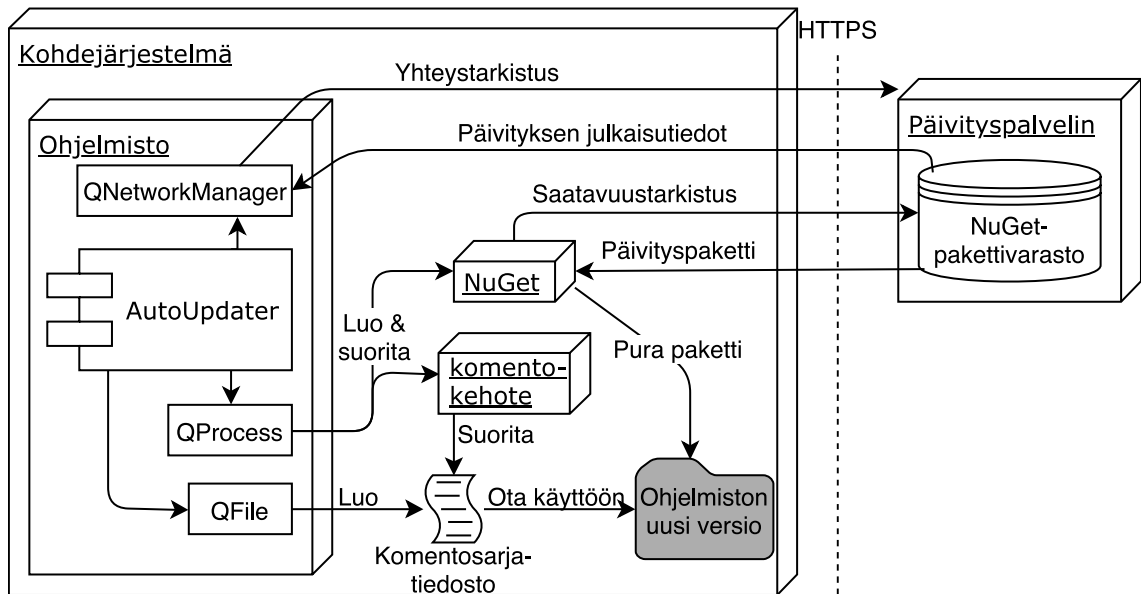 HTTPS
Kohdejärjestelmä
Yhteystarkistus
Ohjelmisto
Päivityksen julkaisutiedot
Päivityspalvelin
QNetworkManager
Saatavuustarkistus
NuGet-
pakettivarasto
Päivityspaketti
NuGet
AutoUpdater
Luo &
suorita
Pura paketti
komento-
kehote
QProcess
Suorita
QFile
Luo
Ota käyttöön
Ohjelmiston
uusi versio
Komentosarja-
tiedosto